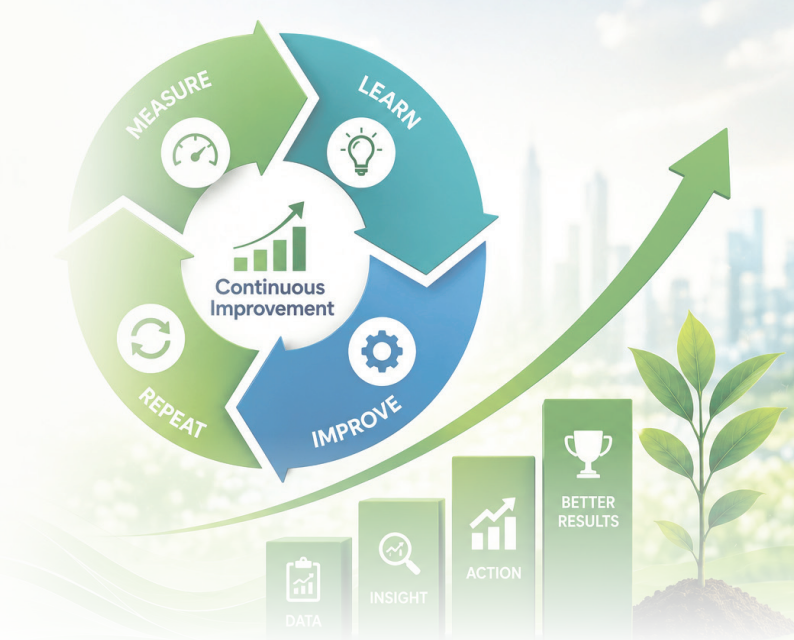 MEASURE
LEARN
Continuous
Improvement
REPEAT
IMPROVE
BETTER
RESULTS
ACTION
INSIGHT
DATA